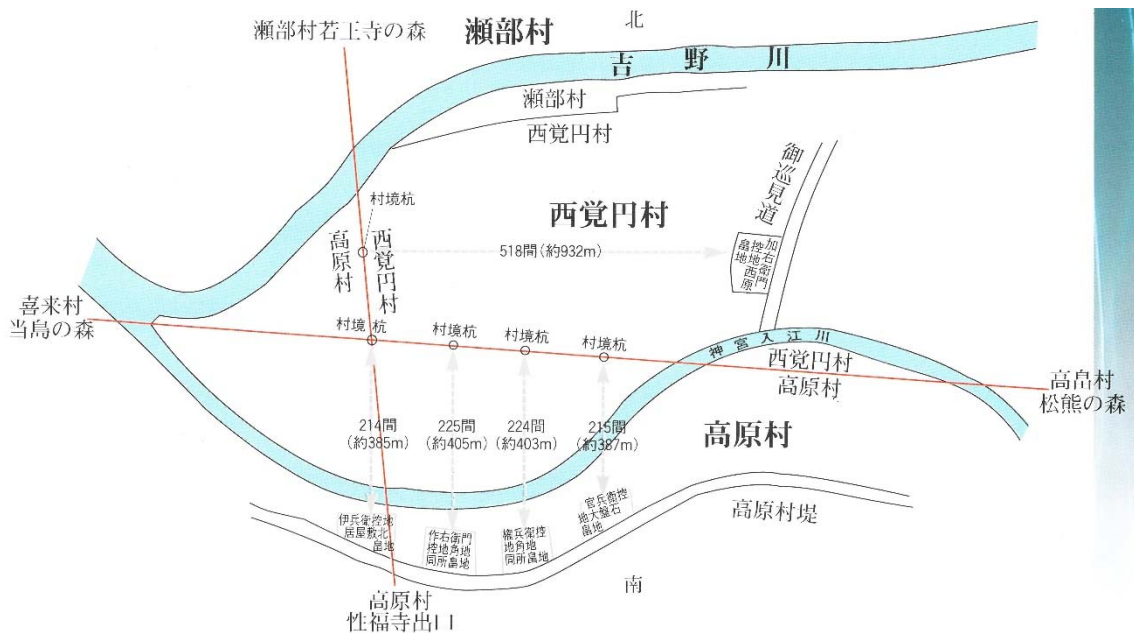 北
瀬部村若王寺の森
瀬部村
吉野川
瀬部村
西覚円村
御巡見道
村境杭
西覚円村
高原村
西覚円村
518間(約932m)
加右衛門
控地西原
畠地
喜来村
当島の森
村境杭
村境杭
村境杭
村境杭
神宮入江川
西覚円村
高原村
高畠村
松熊の森
214間
(約385m)
225間
(約405m)
224間
(約403m)
215間
(約387m)
高原村
伊兵衛控地
居屋敷北
畠地
作右衛門
控地角地
同所畠地
権兵衛控
地角地
同所畠地
官兵衛控
地大盤石
畠地
高原村堤
高原村
性福寺出口
南